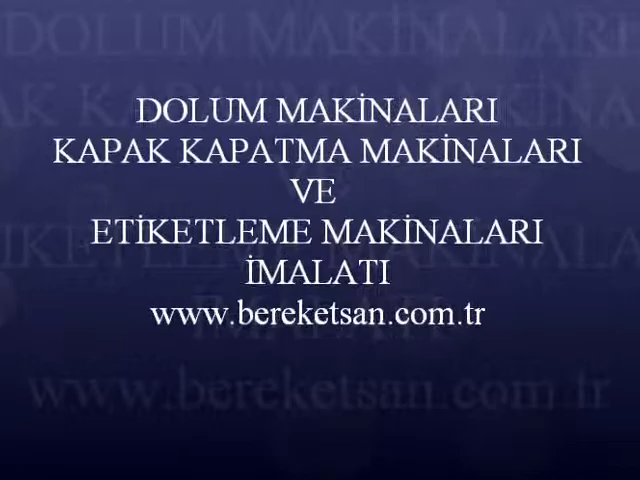 DOLUM MAKİNALARI
KAPAK KAPATMA MAKİNALARI
VE
ETİKETLEME MAKİNALARI
İMALATI
www.bereketsan.com.tr